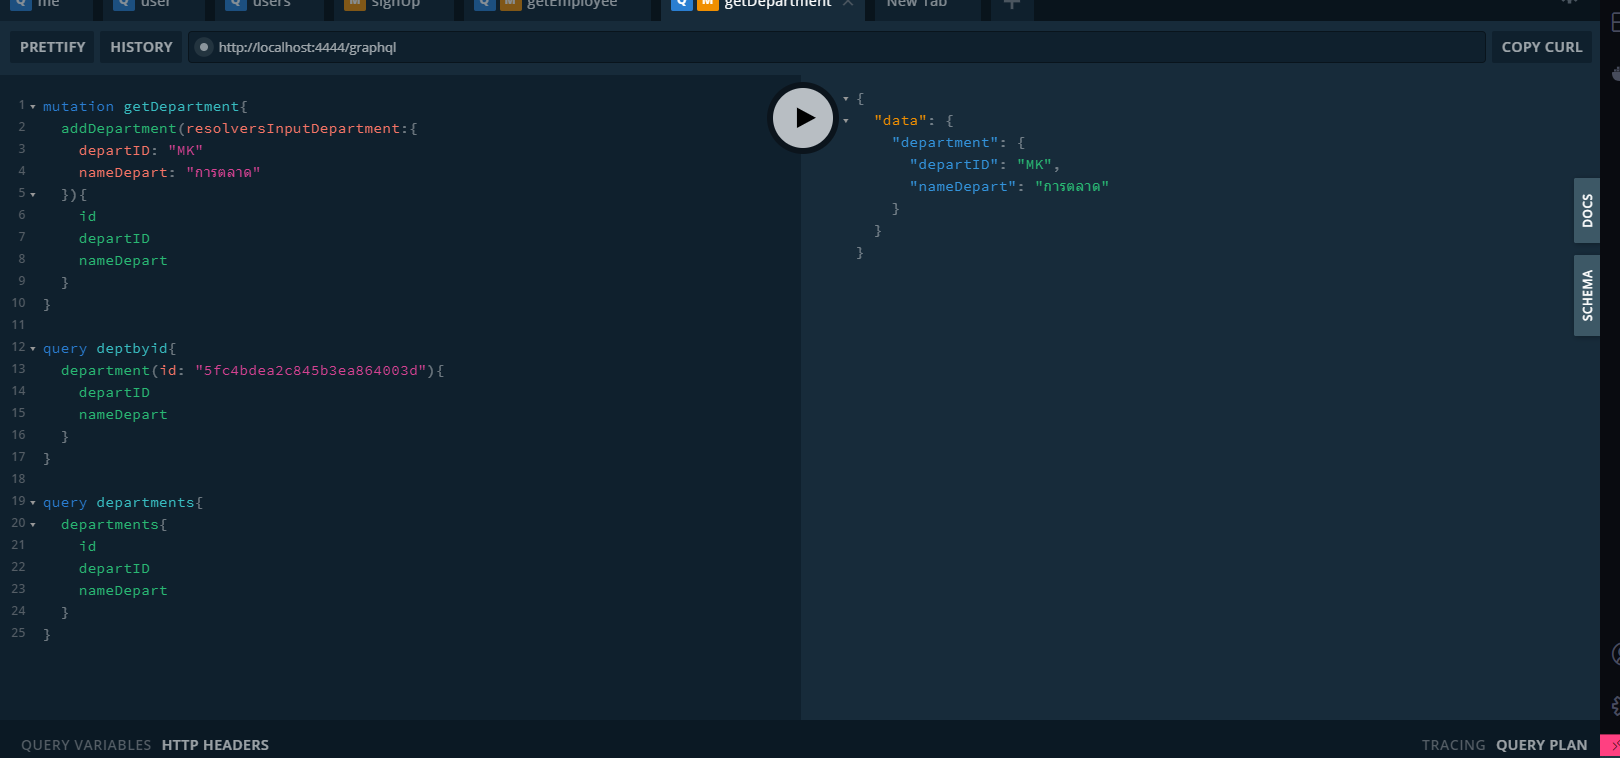 me
user
users
M signUp
Q M getEmployee
Q M getDepartment
New Tab
PRETTIFY HISTORY http://localhost:4444/graphql COPY CURL
1 mutation getDepartment{
2 addDepartment(resolversInputDepartment:{
3 departID: "MK"
4 nameDepart: "การตลาด"
5 }){
6 id
7 departID
8 nameDepart
9 }
10 }
11
12 query deptbyid{
13 department(id: "5fc4bdea2c845b3ea864003d"){
14 departID
15 nameDepart
16 }
17 }
18
19 query departments{
20 departments{
21 id
22 departID
23 nameDepart
24 }
25 }
{
"data": {
"department": {
"departID": "MK",
"nameDepart": "การตลาด"
}
}
}
DOCS
SCHEMA
QUERY VARIABLES HTTP HEADERS
TRACING QUERY PLAN